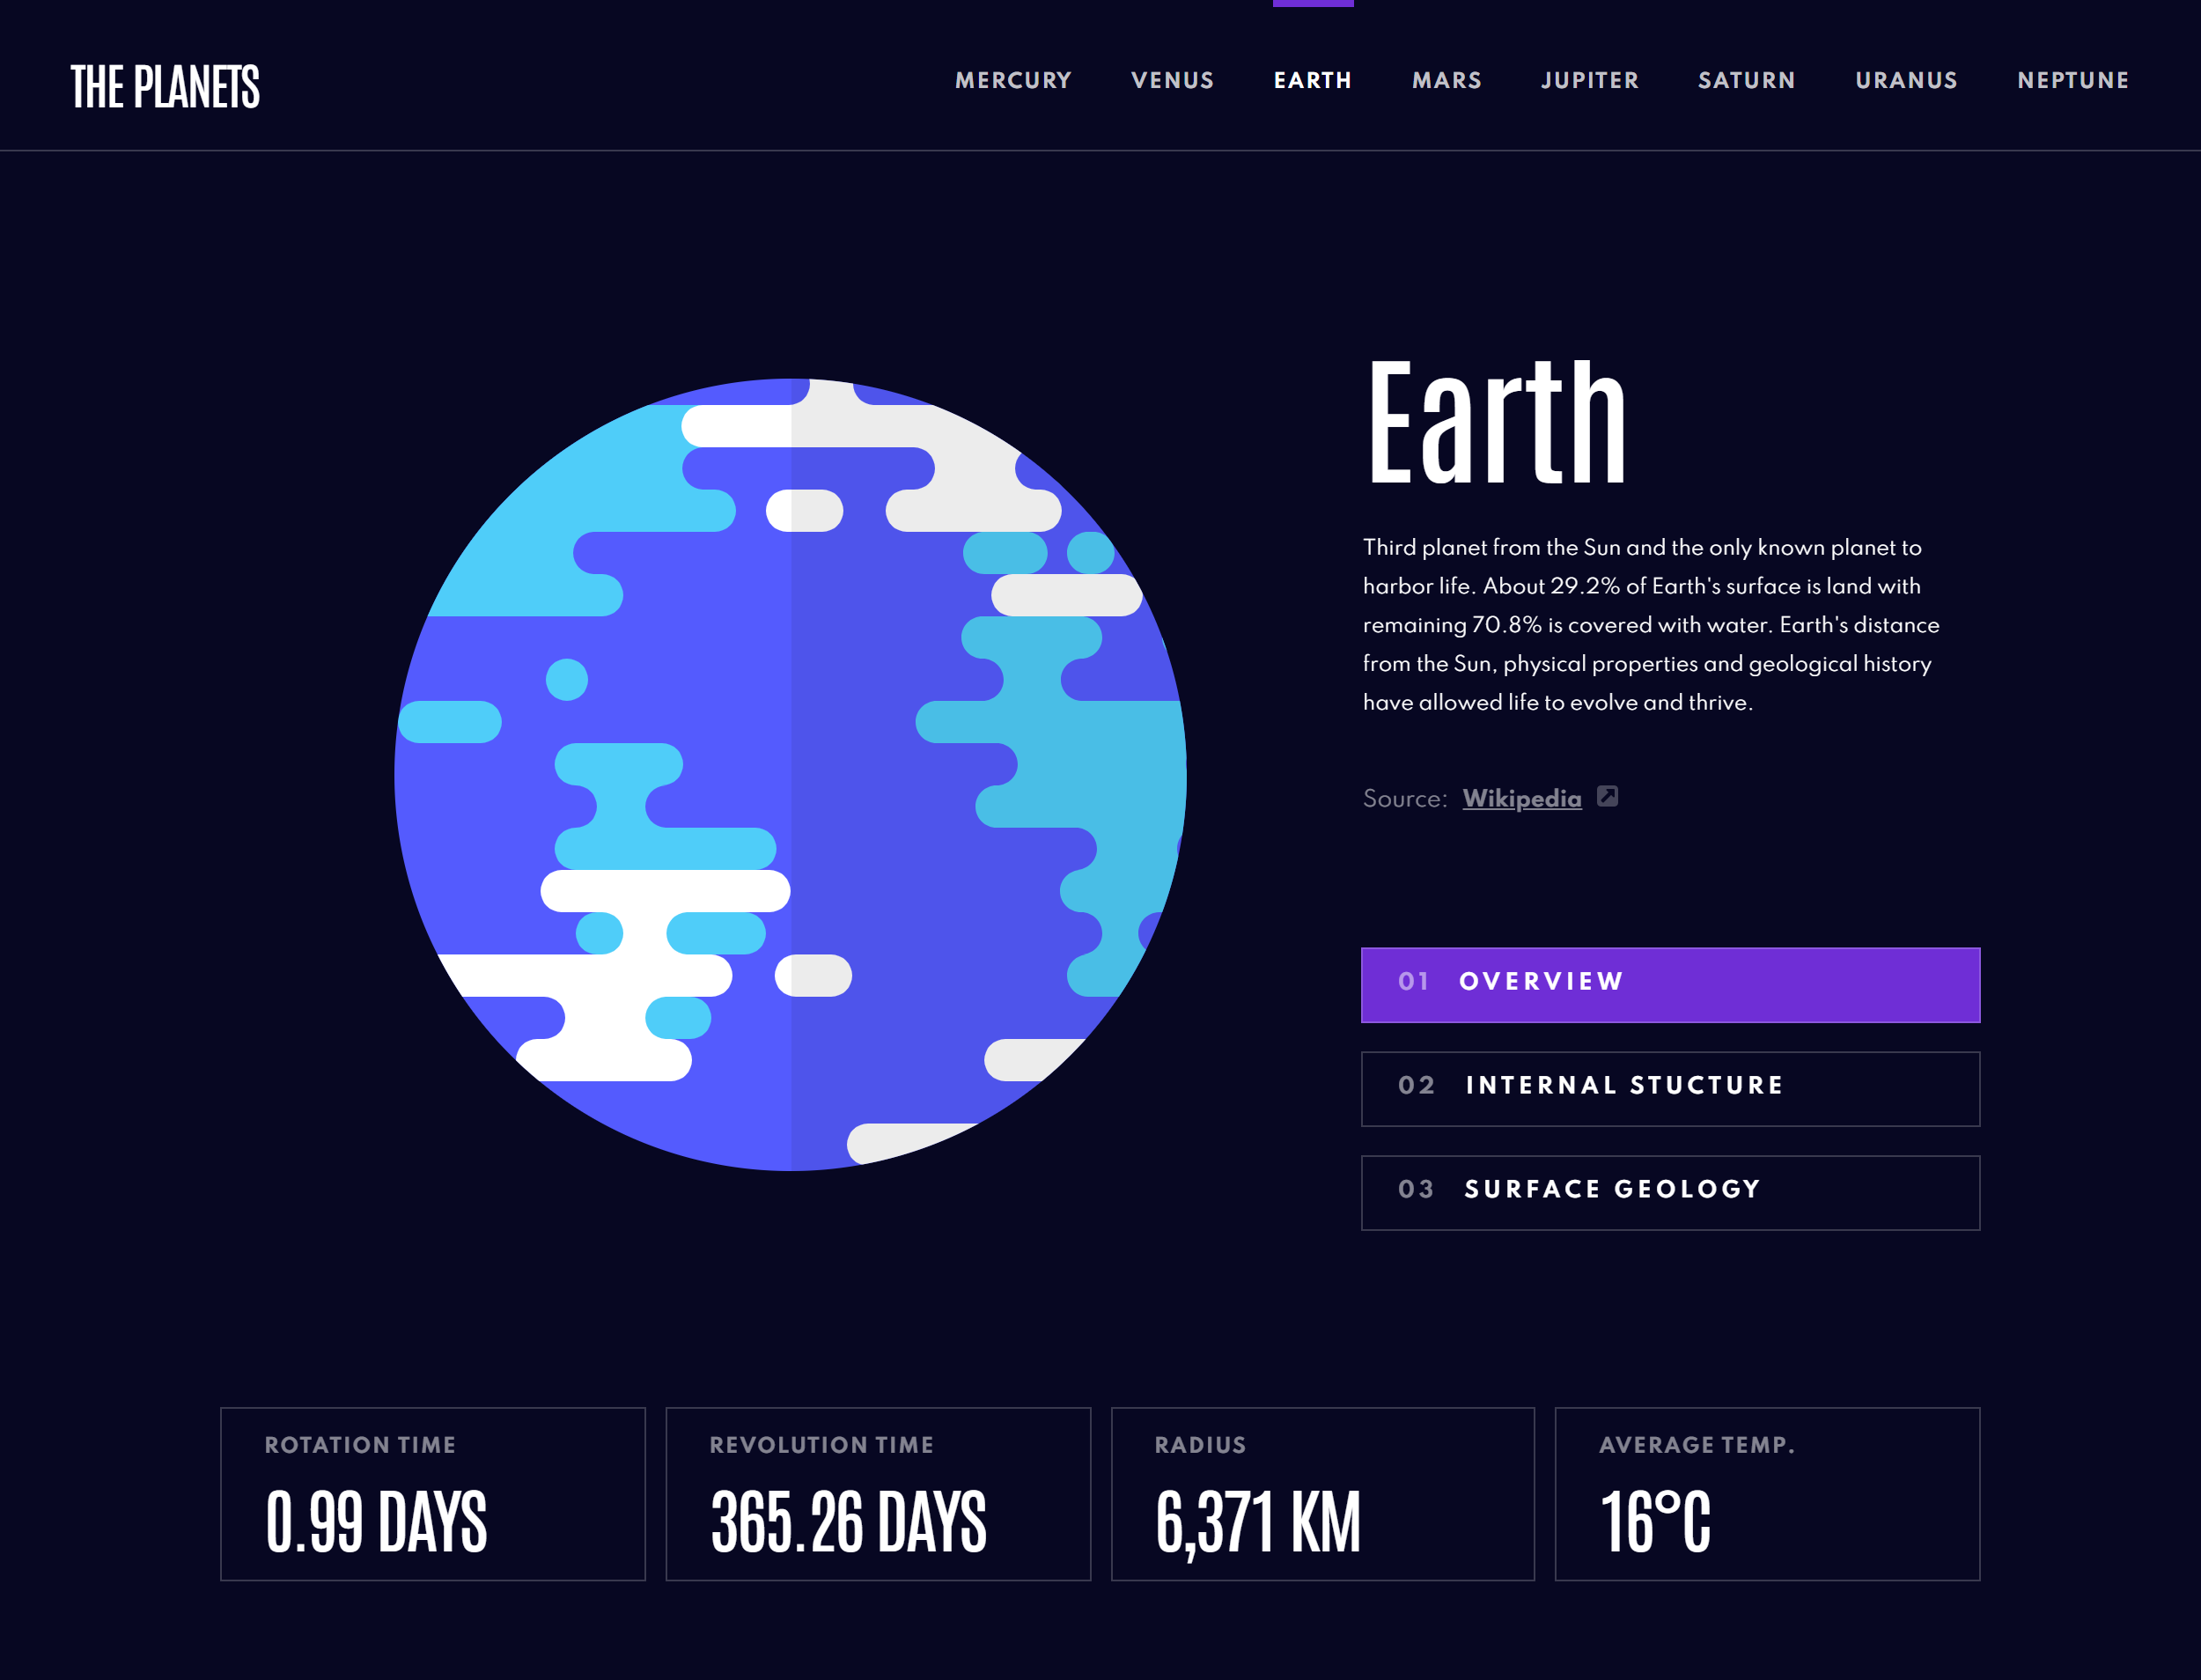 THE PLANETS
MERCURY VENUS EARTH MARS JUPITER SATURN URANUS NEPTUNE
Earth
Third planet from the Sun and the only known planet to
harbor life. About 29.2% of Earth's surface is land with
remaining 70.8% is covered with water. Earth's distance
from the Sun, physical properties and geological history
have allowed life to evolve and thrive.
Source: Wikipedia
01 OVERVIEW
02 INTERNAL STUCTURE
03 SURFACE GEOLOGY
ROTATION TIME
0.99 DAYS
REVOLUTION TIME
365.26 DAYS
RADIUS
6,371 KM
AVERAGE TEMP.
16°C